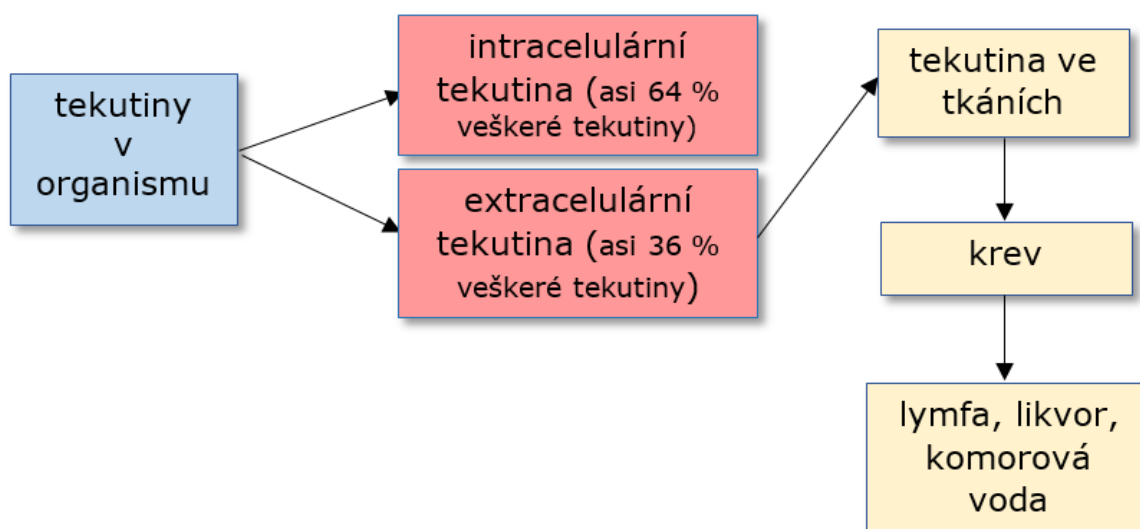 tekutiny
v
organismu
intracelulární
tekutina (asi 64 %
veškeré tekutiny)
extracelulární
tekutina (asi 36 %
veškeré tekutiny)
tekutina ve
tkáních
krev
lymfa, likvor,
komorová
voda